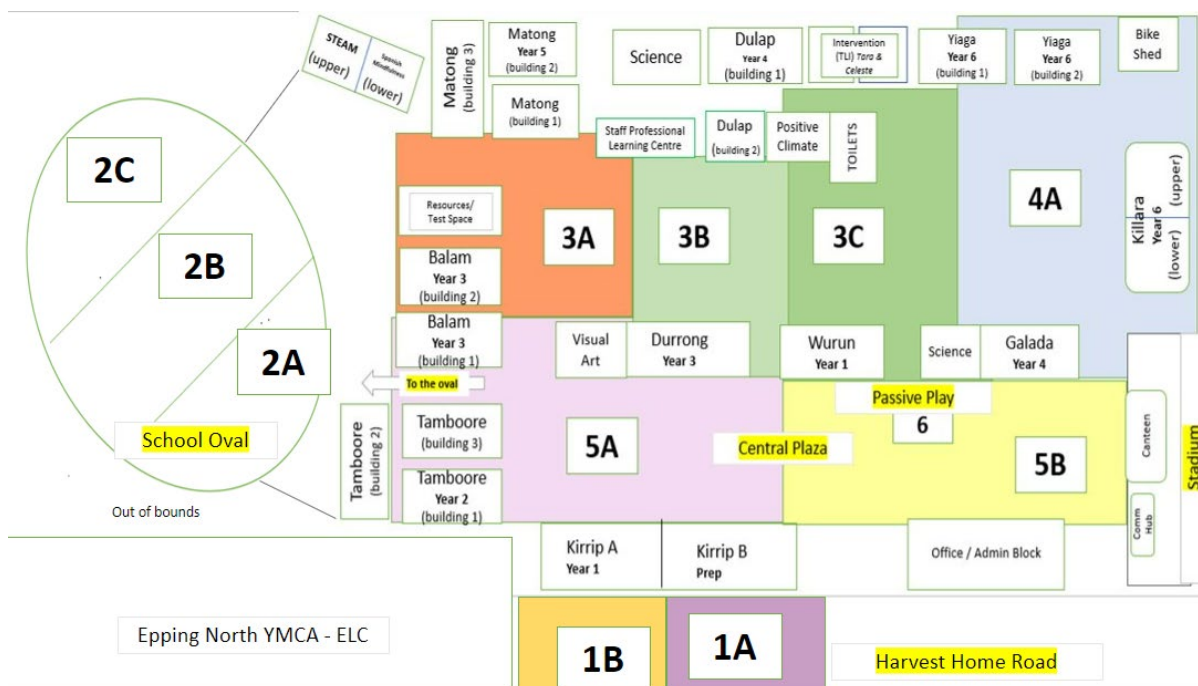 STEAM
(upper)
Spanish
Mindfulness
(lower)
Matong
(building 3)
Matong
Year 5
(building 2)
Matong
(building 1)
Science
Dulap
Year 4
(building 1)
Intervention
(TLI) Tara &
Celeste
Yiaga
Year 6
(building 1)
Yiaga
Year 6
(building 2)
Bike
Shed
Staff Professional
Learning Centre
Dulap
(building 2)
Positive
Climate
TOILETS
2C
2B
2A
School Oval
Out of bounds
Resources/
Test Space
3A
3B
3C
4A
Killara
Year 6
(lower) (upper)
Balam
Year 3
(building 2)
Balam
Year 3
(building 1)
To the oval
Visual
Art
Durrong
Year 3
Wurun
Year 1
Science
Galada
Year 4
Passive Play
6
Tamboore
(building 2)
Tamboore
(building 3)
Tamboore
Year 2
(building 1)
5A
Central Plaza
5B
Canteen
Stadium
Comm
Hub
Kirrip A
Year 1
Kirrip B
Prep
Office / Admin Block
Epping North YMCA - ELC
1B
1A
Harvest Home Road